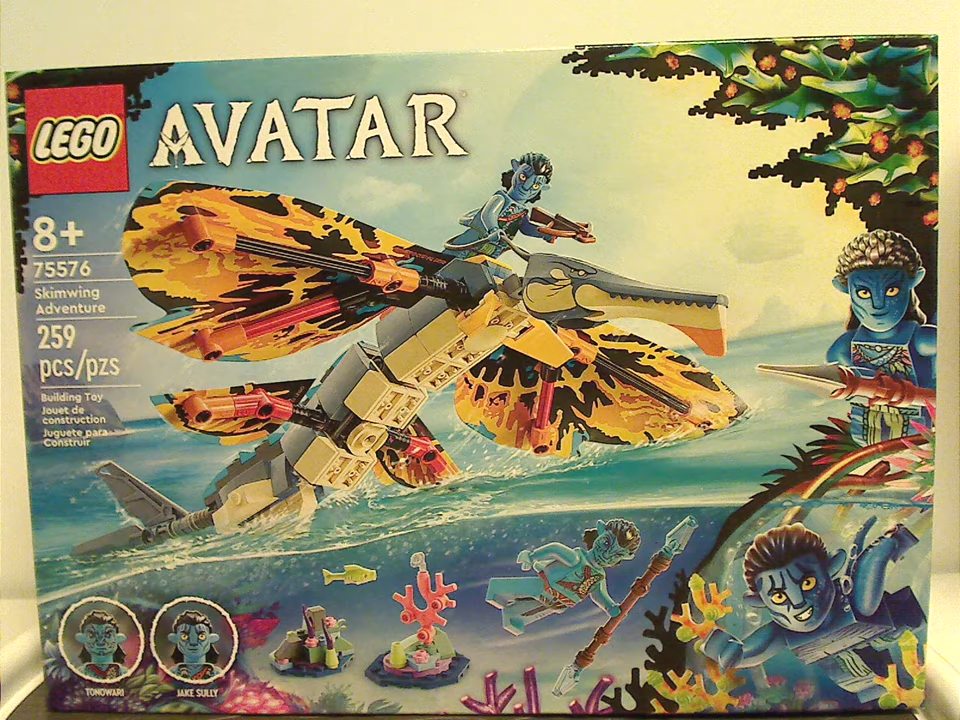 LEGO
AVATAR
8+
75576
Skimwing
Adventure
259
pcs/pzs
Building Toy
Jouet de
construction
Juguete para
Construir
TONOWARI
JAKE SULLY